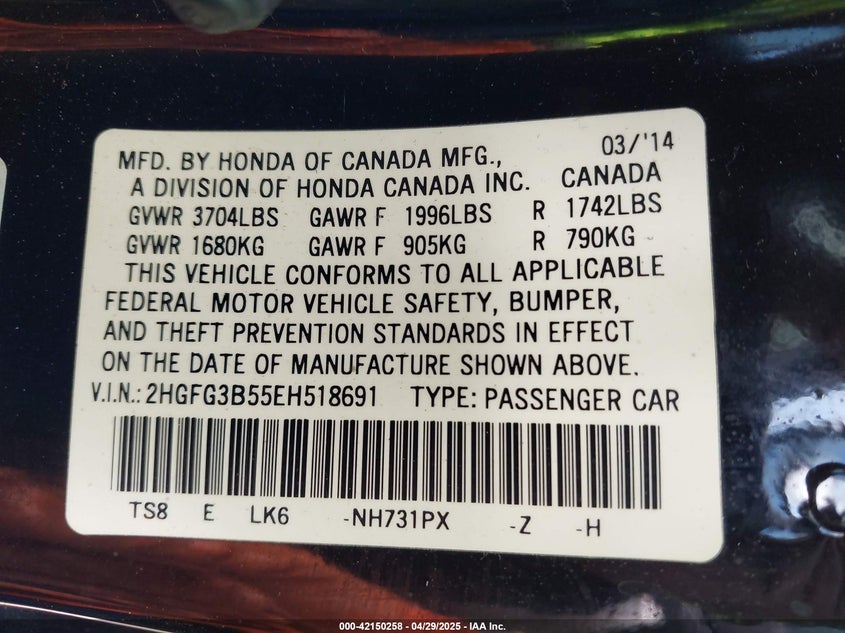 MFD. BY HONDA OF CANADA MFG., 03/'14
A DIVISION OF HONDA CANADA INC. CANADA
GVWR 3704LBS GAWR F 1996LBS R 1742LBS
GVWR 1680KG GAWR F 905KG R 790KG
THIS VEHICLE CONFORMS TO ALL APPLICABLE
FEDERAL MOTOR VEHICLE SAFETY, BUMPER,
AND THEFT PREVENTION STANDARDS IN EFFECT
ON THE DATE OF MANUFACTURE SHOWN ABOVE.
V.I.N.: 2HGFG3B55EH518691 TYPE: PASSENGER CAR
TS8 E LK6 -NH731PX -Z -H
000-42150258 - 04/29/2025 - IAA Inc.